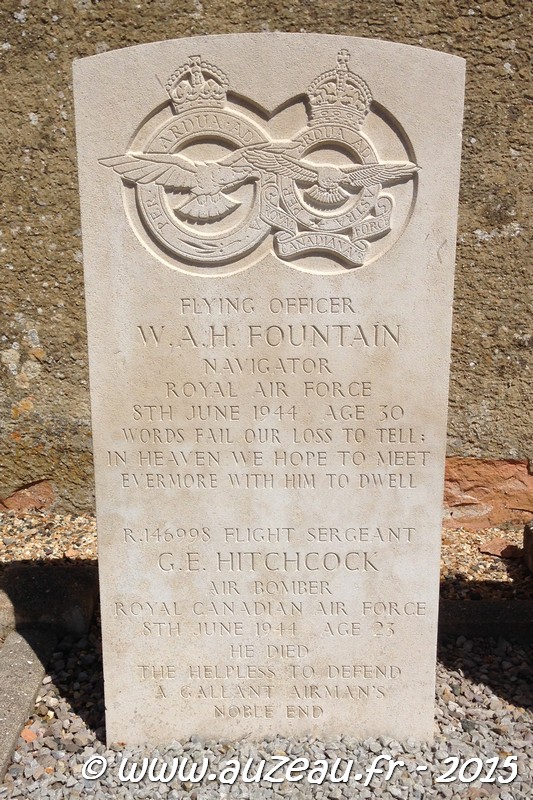 PER ARDUA AD A
PER ARDUA AD ASTRA
ROYAL CANADIAN AIR FORCE
FLYING OFFICER
W.A.H. FOUNTAIN
NAVIGATOR
ROYAL AIR FORCE
8TH JUNE 1944 AGE 30
WORDS FAIL OUR LOSS TO TELL:
IN HEAVEN WE HOPE TO MEET
EVERMORE WITH HIM TO DWELL
R.146998 FLIGHT SERGEANT
G.E. HITCHCOCK
AIR BOMBER
ROYAL CANADIAN AIR FORCE
8TH JUNE 1944 AGE 23
HE DIED
THE HELPLESS TO DEFEND
A GALLANT AIRMAN'S
NOBLE END
© www.auzeau.fr - 2015